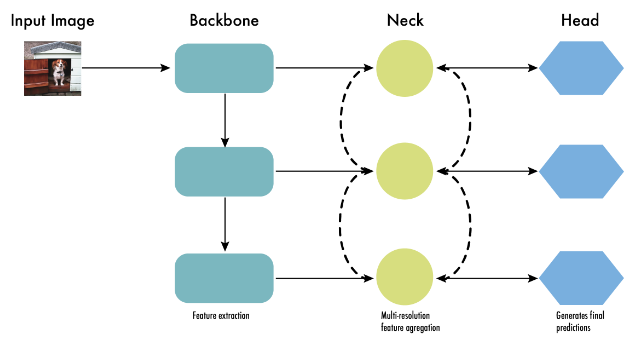 Input Image
Backbone
Neck
Head
Feature extraction
Multi-resolution
feature agregation
Generates final
predictions